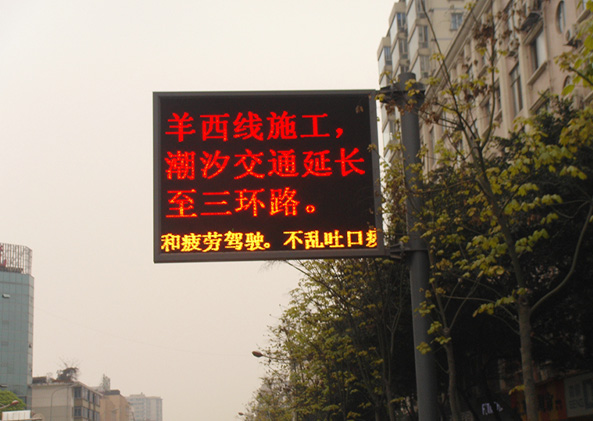 羊西线施工，
潮汐交通延长
至三环路。
和疲劳驾驶。不乱吐口